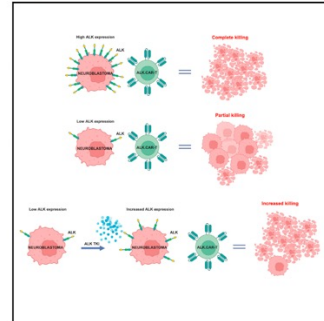 High ALK expression
ALK
NEUROBLASTOMA
ALK.CAR-T
Complete killing
Low ALK expression
ALK
NEUROBLASTOMA
ALK.CAR-T
Partial killing
Low ALK expression
ALK
NEUROBLASTOMA
ALK TKI
Increased ALK expression
ALK
NEUROBLASTOMA
ALK.CAR-T
Increased killing